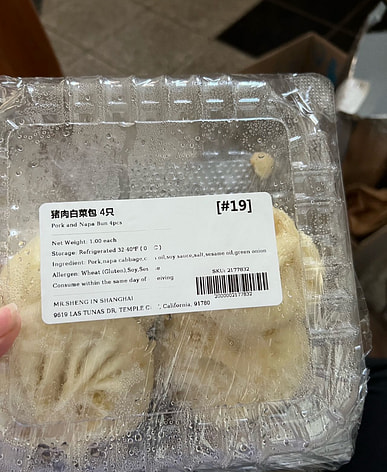 猪肉白菜包 4只 [#19]
Pork and Napa Bun 4pcs
Net Weight: 1.00 each
Storage: Refrigerated 32-40°F ( 0
Ingredient: Pork,napa cabbage, oil,soy sauce,salt,sesame oil,green onion
Allergen: Wheat (Gluten),Soy,
Consume within the same day of
SKU: 2177832
2000002177832
MR.SHENG IN SHANGHAI
9619 LAS TUNAS DR, TEMPLE , California, 91780